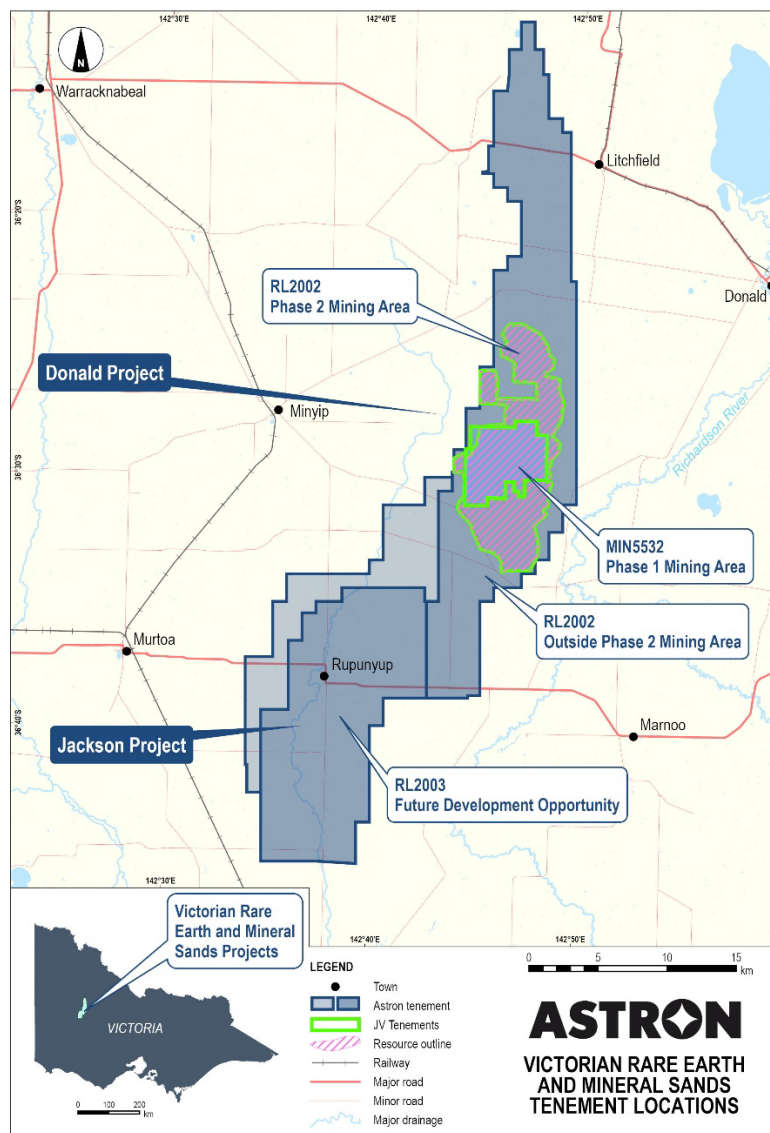 142°30'E
142°40'E
142°50'E
N
Warracknabeal
Litchfield
36°20'S
RL2002
Phase 2 Mining Area
Donald
Donald Project
Minyip
Richardson River
36°30'S
MIN5532
Phase 1 Mining Area
RL2002
Outside Phase 2 Mining Area
Murtoa
Rupunyup
36°40'S
Jackson Project
Marnoo
RL2003
Future Development Opportunity
142°30'E
142°40'E
142°50'E
Victorian Rare
Earth and Mineral
Sands Projects
VICTORIA
0 100 200
km
LEGEND
Town
Astron tenement
JV Tenements
Resource outline
Railway
Major road
Minor road
Major drainage
0 5 10 15
km
ASTRON
VICTORIAN RARE EARTH
AND MINERAL SANDS
TENEMENT LOCATIONS